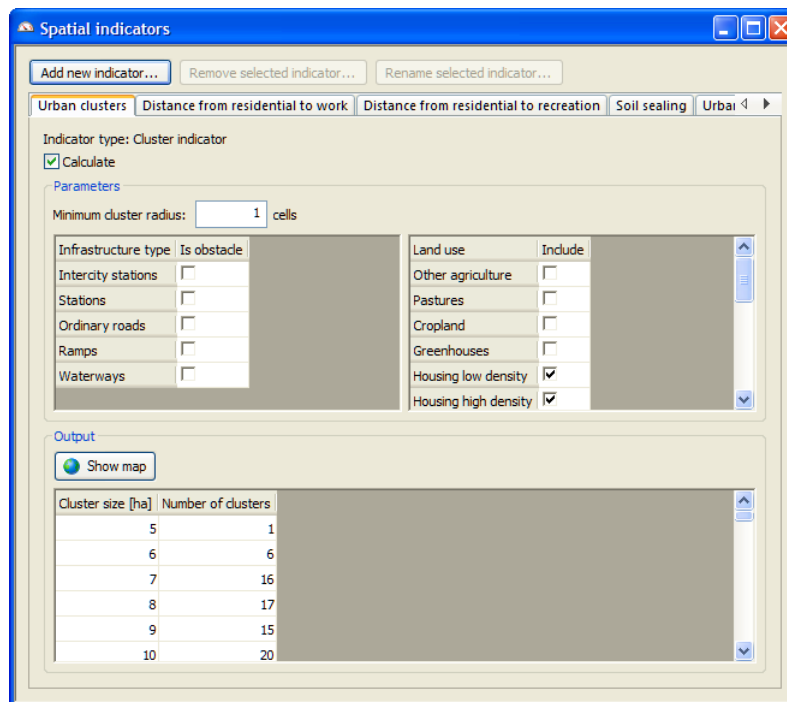 Spatial indicators
Add new indicator... Remove selected indicator... Rename selected indicator...
Urban clusters Distance from residential to work Distance from residential to recreation Soil sealing
Indicator type: Cluster indicator
Calculate
Parameters
Minimum cluster radius: 1 cells
Infrastructure type Is obstacle Land use Include
Intercity stations Other agriculture
Stations Pastures
Ordinary roads Cropland
Ramps Greenhouses
Waterways Housing low density
Housing high density
Output
Show map
Cluster size [ha] Number of clusters
5 1
6 6
7 16
8 17
9 15
10 20